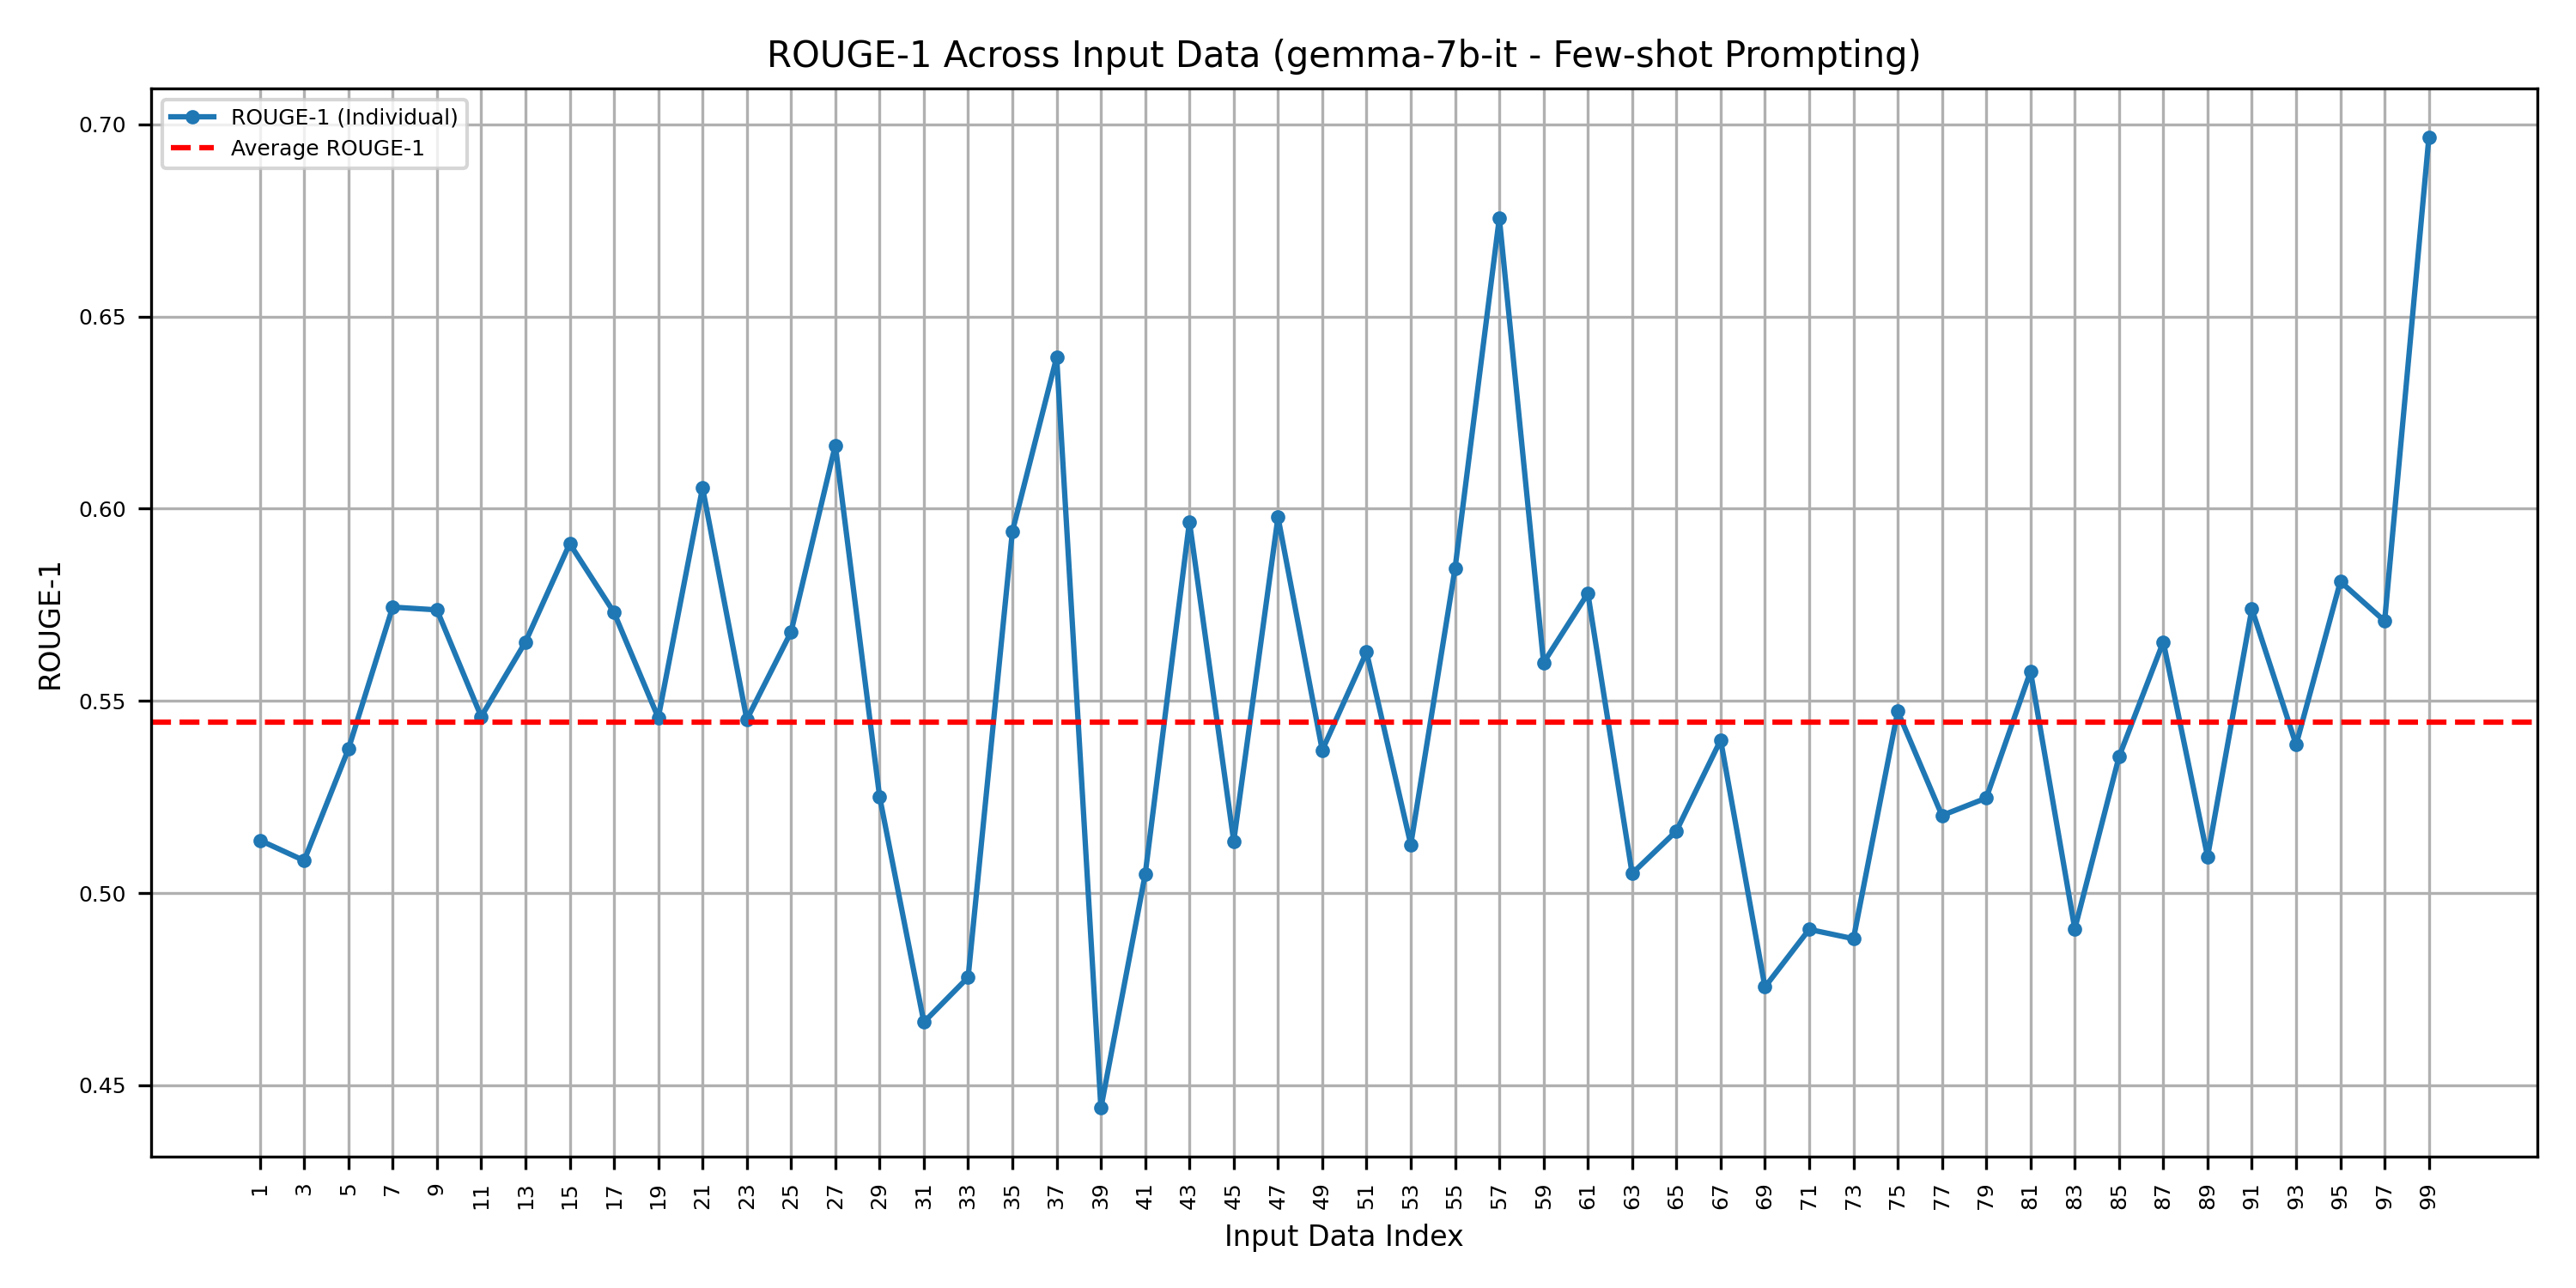 ROUGE-1 Across Input Data (gemma-7b-it - Few-shot Prompting)
ROUGE-1 (Individual)
Average ROUGE-1
0.70
0.65
0.60
0.55
0.50
0.45
ROUGE-1
1 3 5 7 9 11 13 15 17 19 21 23 25 27 29 31 33 35 37 39 41 43 45 47 49 51 53 55 57 59 61 63 65 67 69 71 73 75 77 79 81 83 85 87 89 91 93 95 97 99
Input Data Index